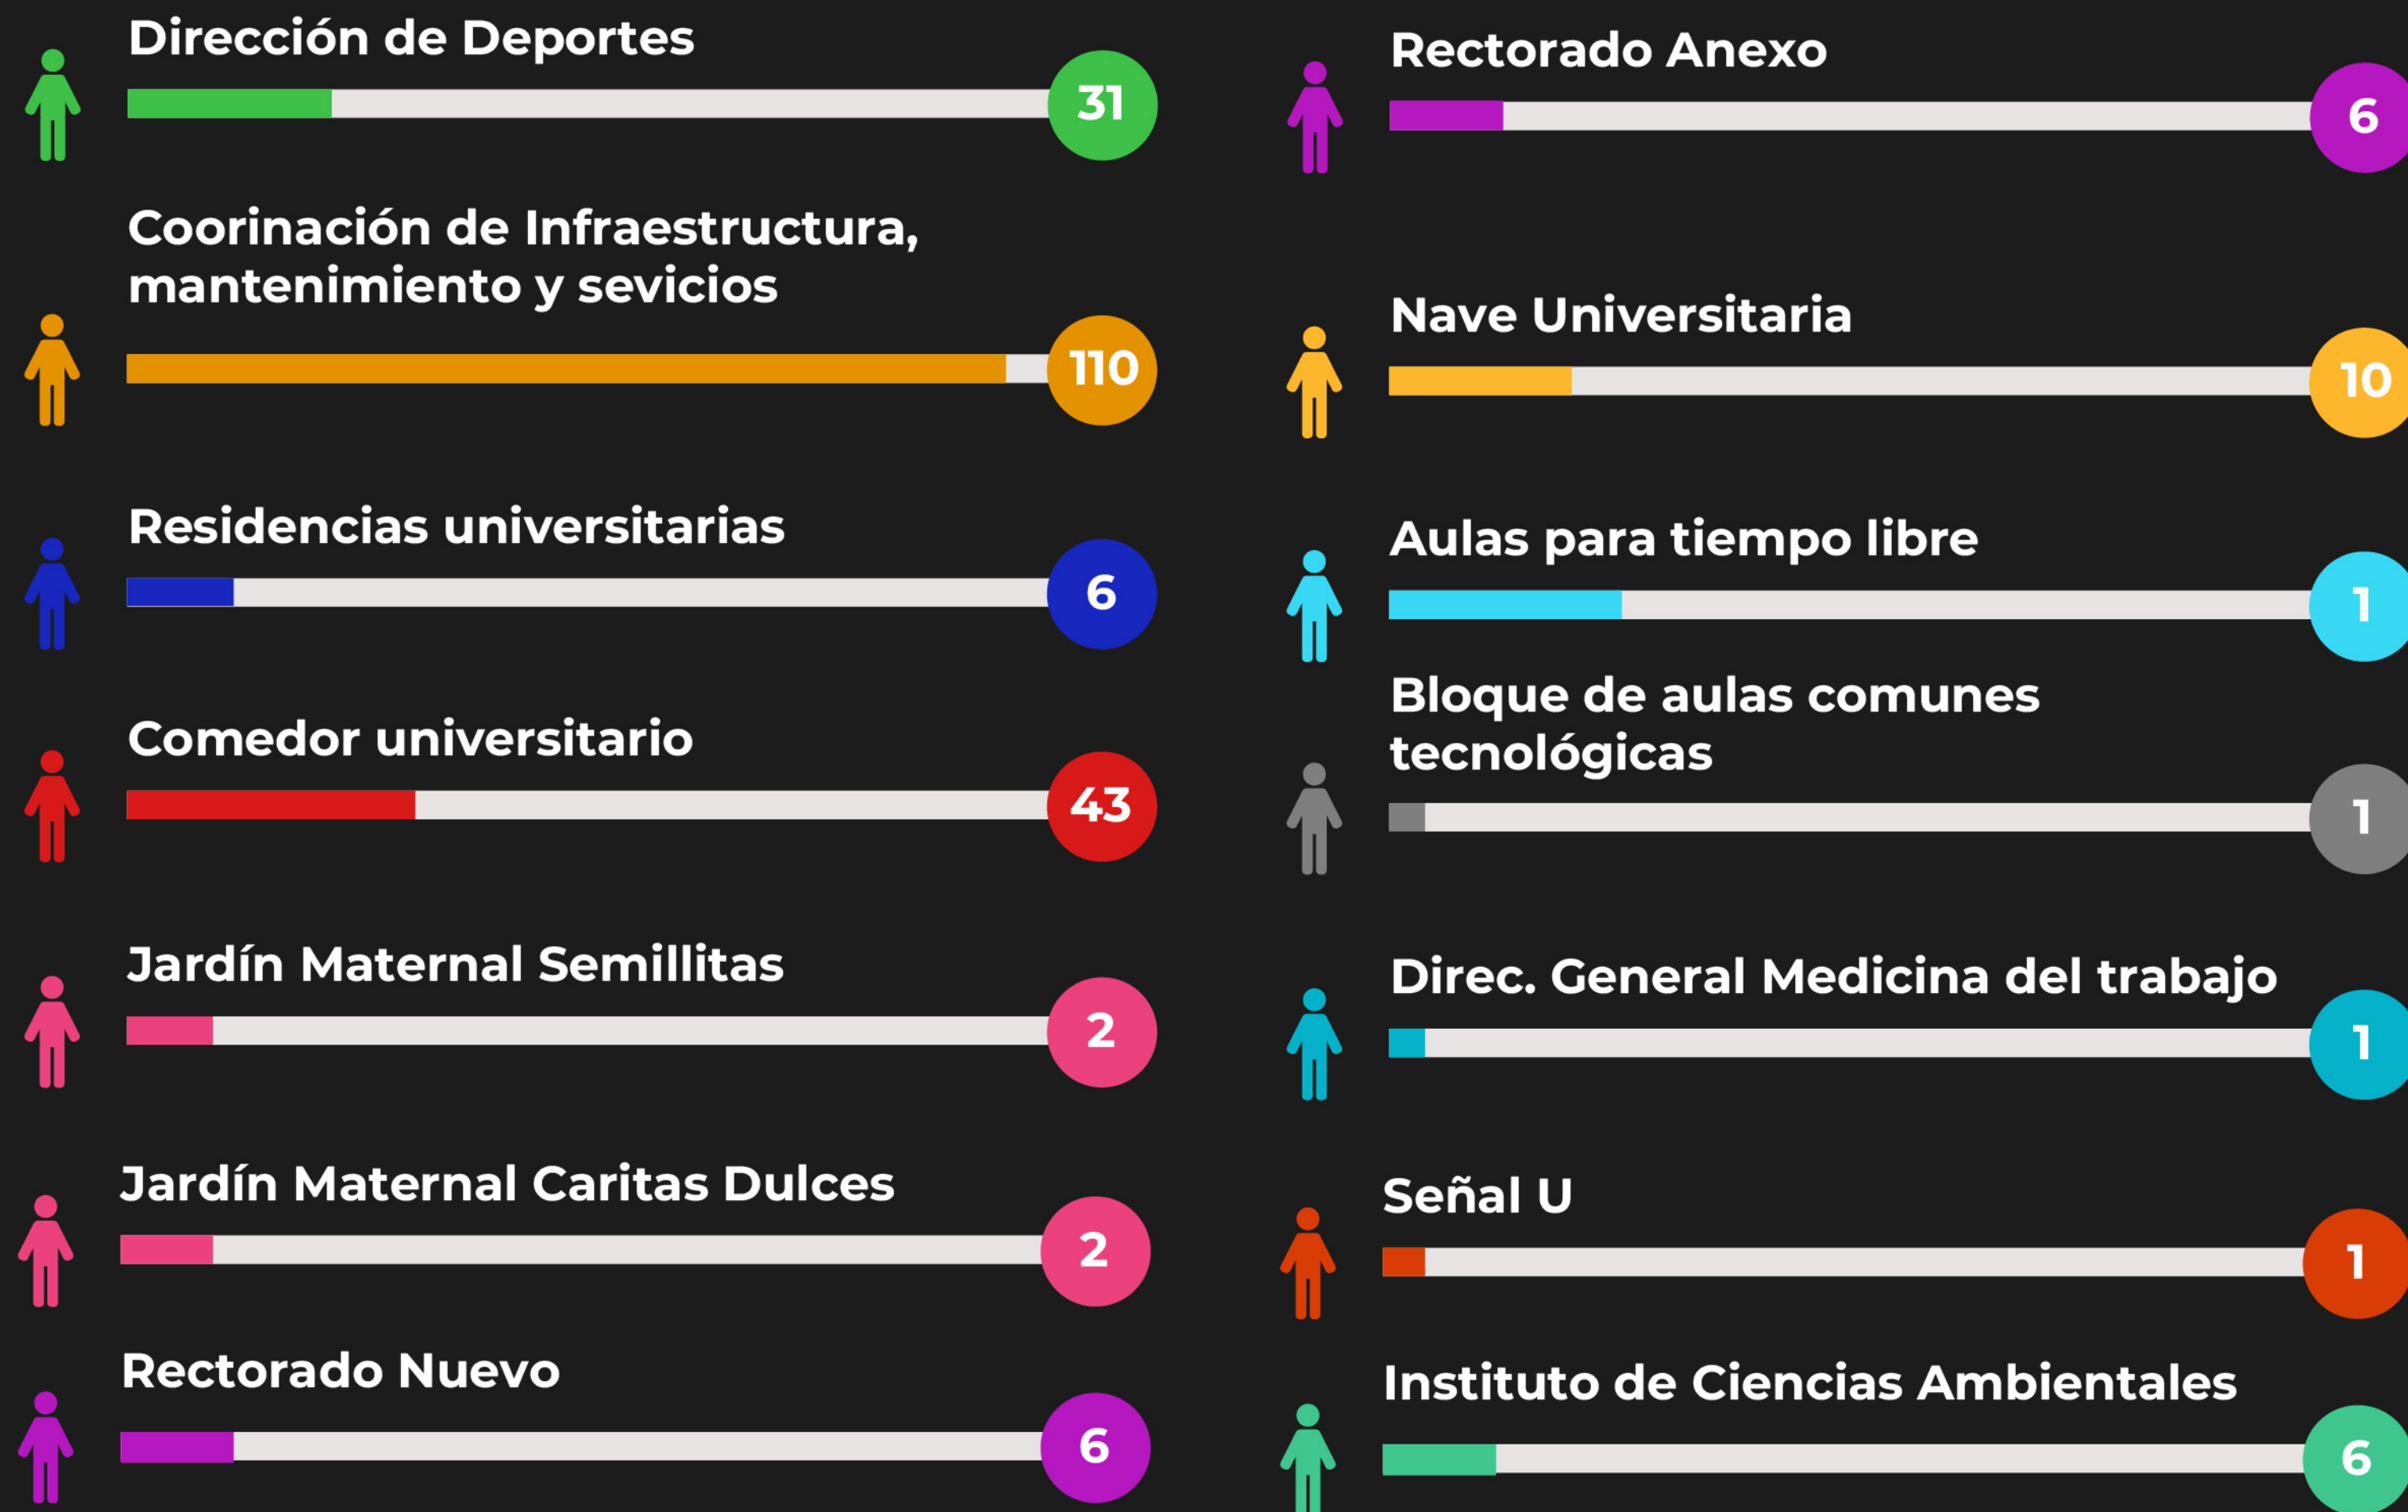 Dirección de Deportes
31
Coorinación de Infraestructura,
mantenimiento y sevicios
110
Residencias universitarias
6
Comedor universitario
43
Jardín Maternal Semillitas
2
Jardín Maternal Caritas Dulces
2
Rectorado Nuevo
6
Rectorado Anexo
6
Nave Universitaria
10
Aulas para tiempo libre
1
Bloque de aulas comunes
tecnológicas
1
Direc. General Medicina del trabajo
1
Señal U
1
Instituto de Ciencias Ambientales
6